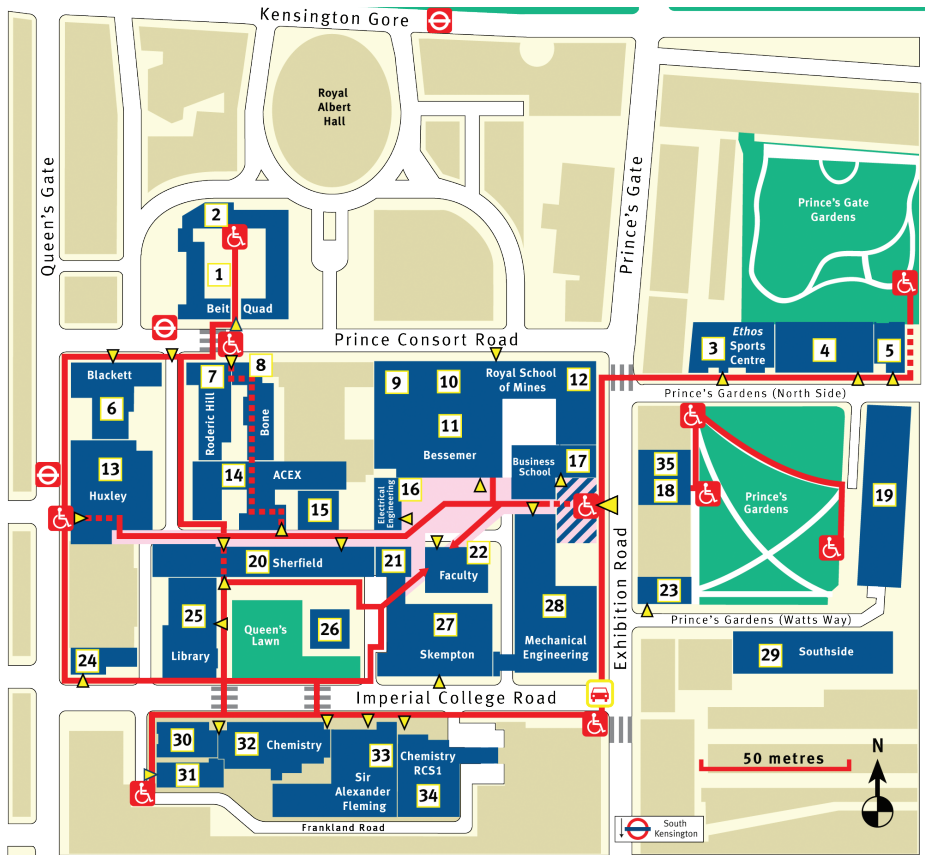 Kensington Gore
Royal
Albert
Hall
Queen's Gate
Prince's Gate
Prince's Gate
Gardens
2
1
Beit Quad
Prince Consort Road
3
Ethos
Sports
Centre
4
5
Prince's Gardens (North Side)
Blackett
6
7
8
Roderic Hill
Bone
9
10
Royal School
of Mines
12
11
Bessemer
Business
School
17
13
Huxley
14
ACEX
15
16
Electrical
Engineering
35
18
Prince's
Gardens
19
20
Sherfield
21
22
Faculty
Exhibition Road
23
Prince's Gardens (Watts Way)
25
Library
Queen's
Lawn
26
27
Skempton
28
Mechanical
Engineering
24
29
Southside
Imperial College Road
30
31
32
Chemistry
33
Sir
Alexander
Fleming
Chemistry
RCS1
34
Frankland Road
50 metres
N
South
Kensington